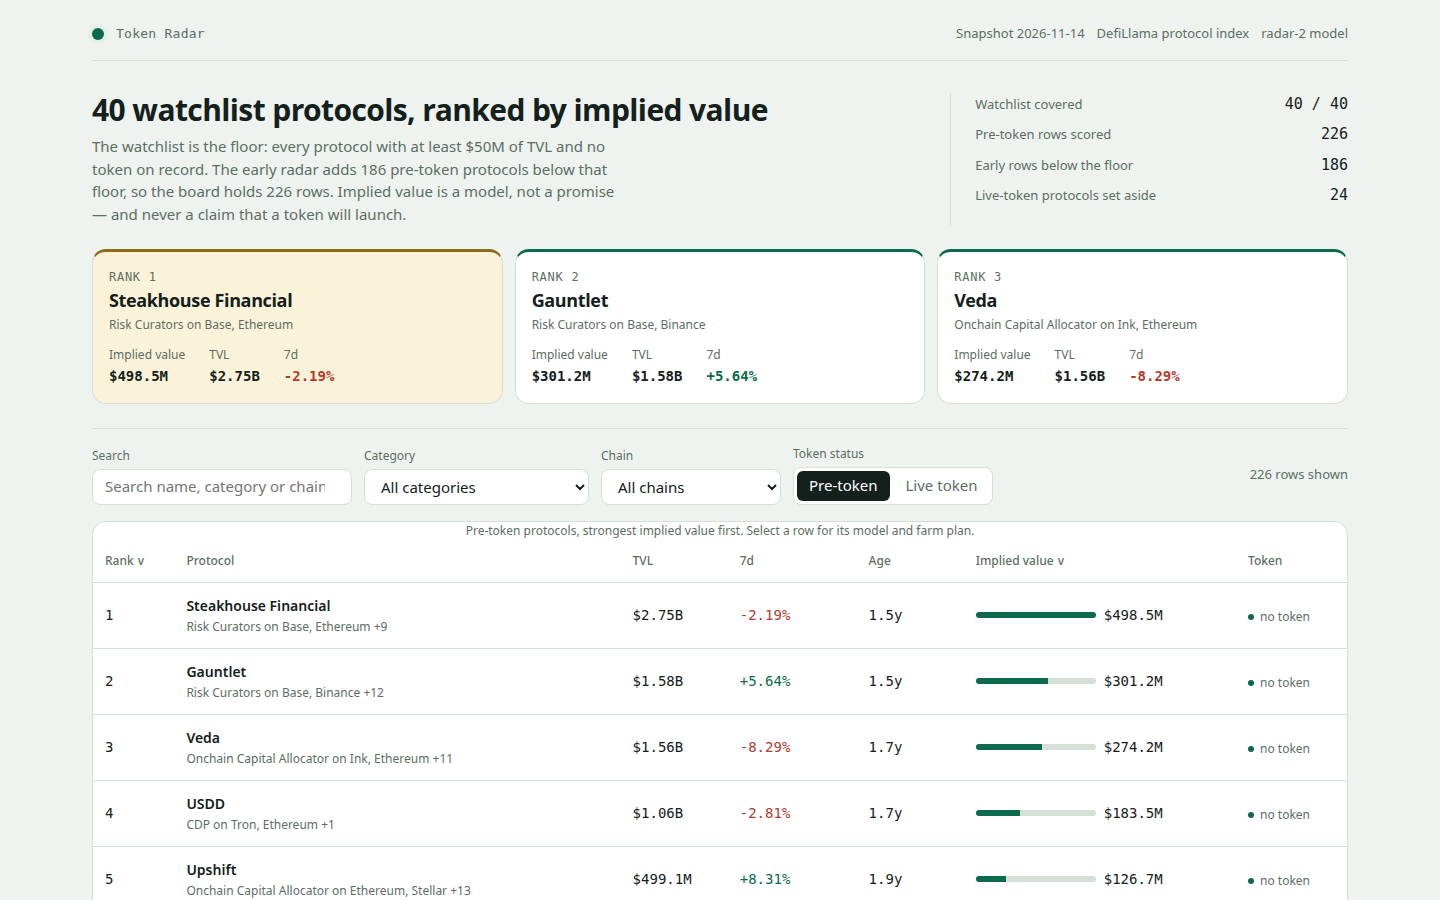 Token Radar
Snapshot 2026-11-14 DefiLlama protocol index radar-2 model
40 watchlist protocols, ranked by implied value
The watchlist is the floor: every protocol with at least $50M of TVL and no
token on record. The early radar adds 186 pre-token protocols below that
floor, so the board holds 226 rows. Implied value is a model, not a promise
— and never a claim that a token will launch.
Watchlist covered 40 / 40
Pre-token rows scored 226
Early rows below the floor 186
Live-token protocols set aside 24
RANK 1
Steakhouse Financial
Risk Curators on Base, Ethereum
Implied value TVL 7d
$498.5M $2.75B -2.19%
RANK 2
Gauntlet
Risk Curators on Base, Binance
Implied value TVL 7d
$301.2M $1.58B +5.64%
RANK 3
Veda
Onchain Capital Allocator on Ink, Ethereum
Implied value TVL 7d
$274.2M $1.56B -8.29%
Search Category Chain Token status
Search name, category or chain All categories All chains Pre-token Live token 226 rows shown
Pre-token protocols, strongest implied value first. Select a row for its model and farm plan.
Rank v Protocol TVL 7d Age Implied value v Token
1 Steakhouse Financial $2.75B -2.19% 1.5y $498.5M no token
Risk Curators on Base, Ethereum +9
2 Gauntlet $1.58B +5.64% 1.5y $301.2M no token
Risk Curators on Base, Binance +12
3 Veda $1.56B -8.29% 1.7y $274.2M no token
Onchain Capital Allocator on Ink, Ethereum +11
4 USDD $1.06B -2.81% 1.7y $183.5M no token
CDP on Tron, Ethereum +1
5 Upshift $499.1M +8.31% 1.9y $126.7M no token
Onchain Capital Allocator on Ethereum, Stellar +13